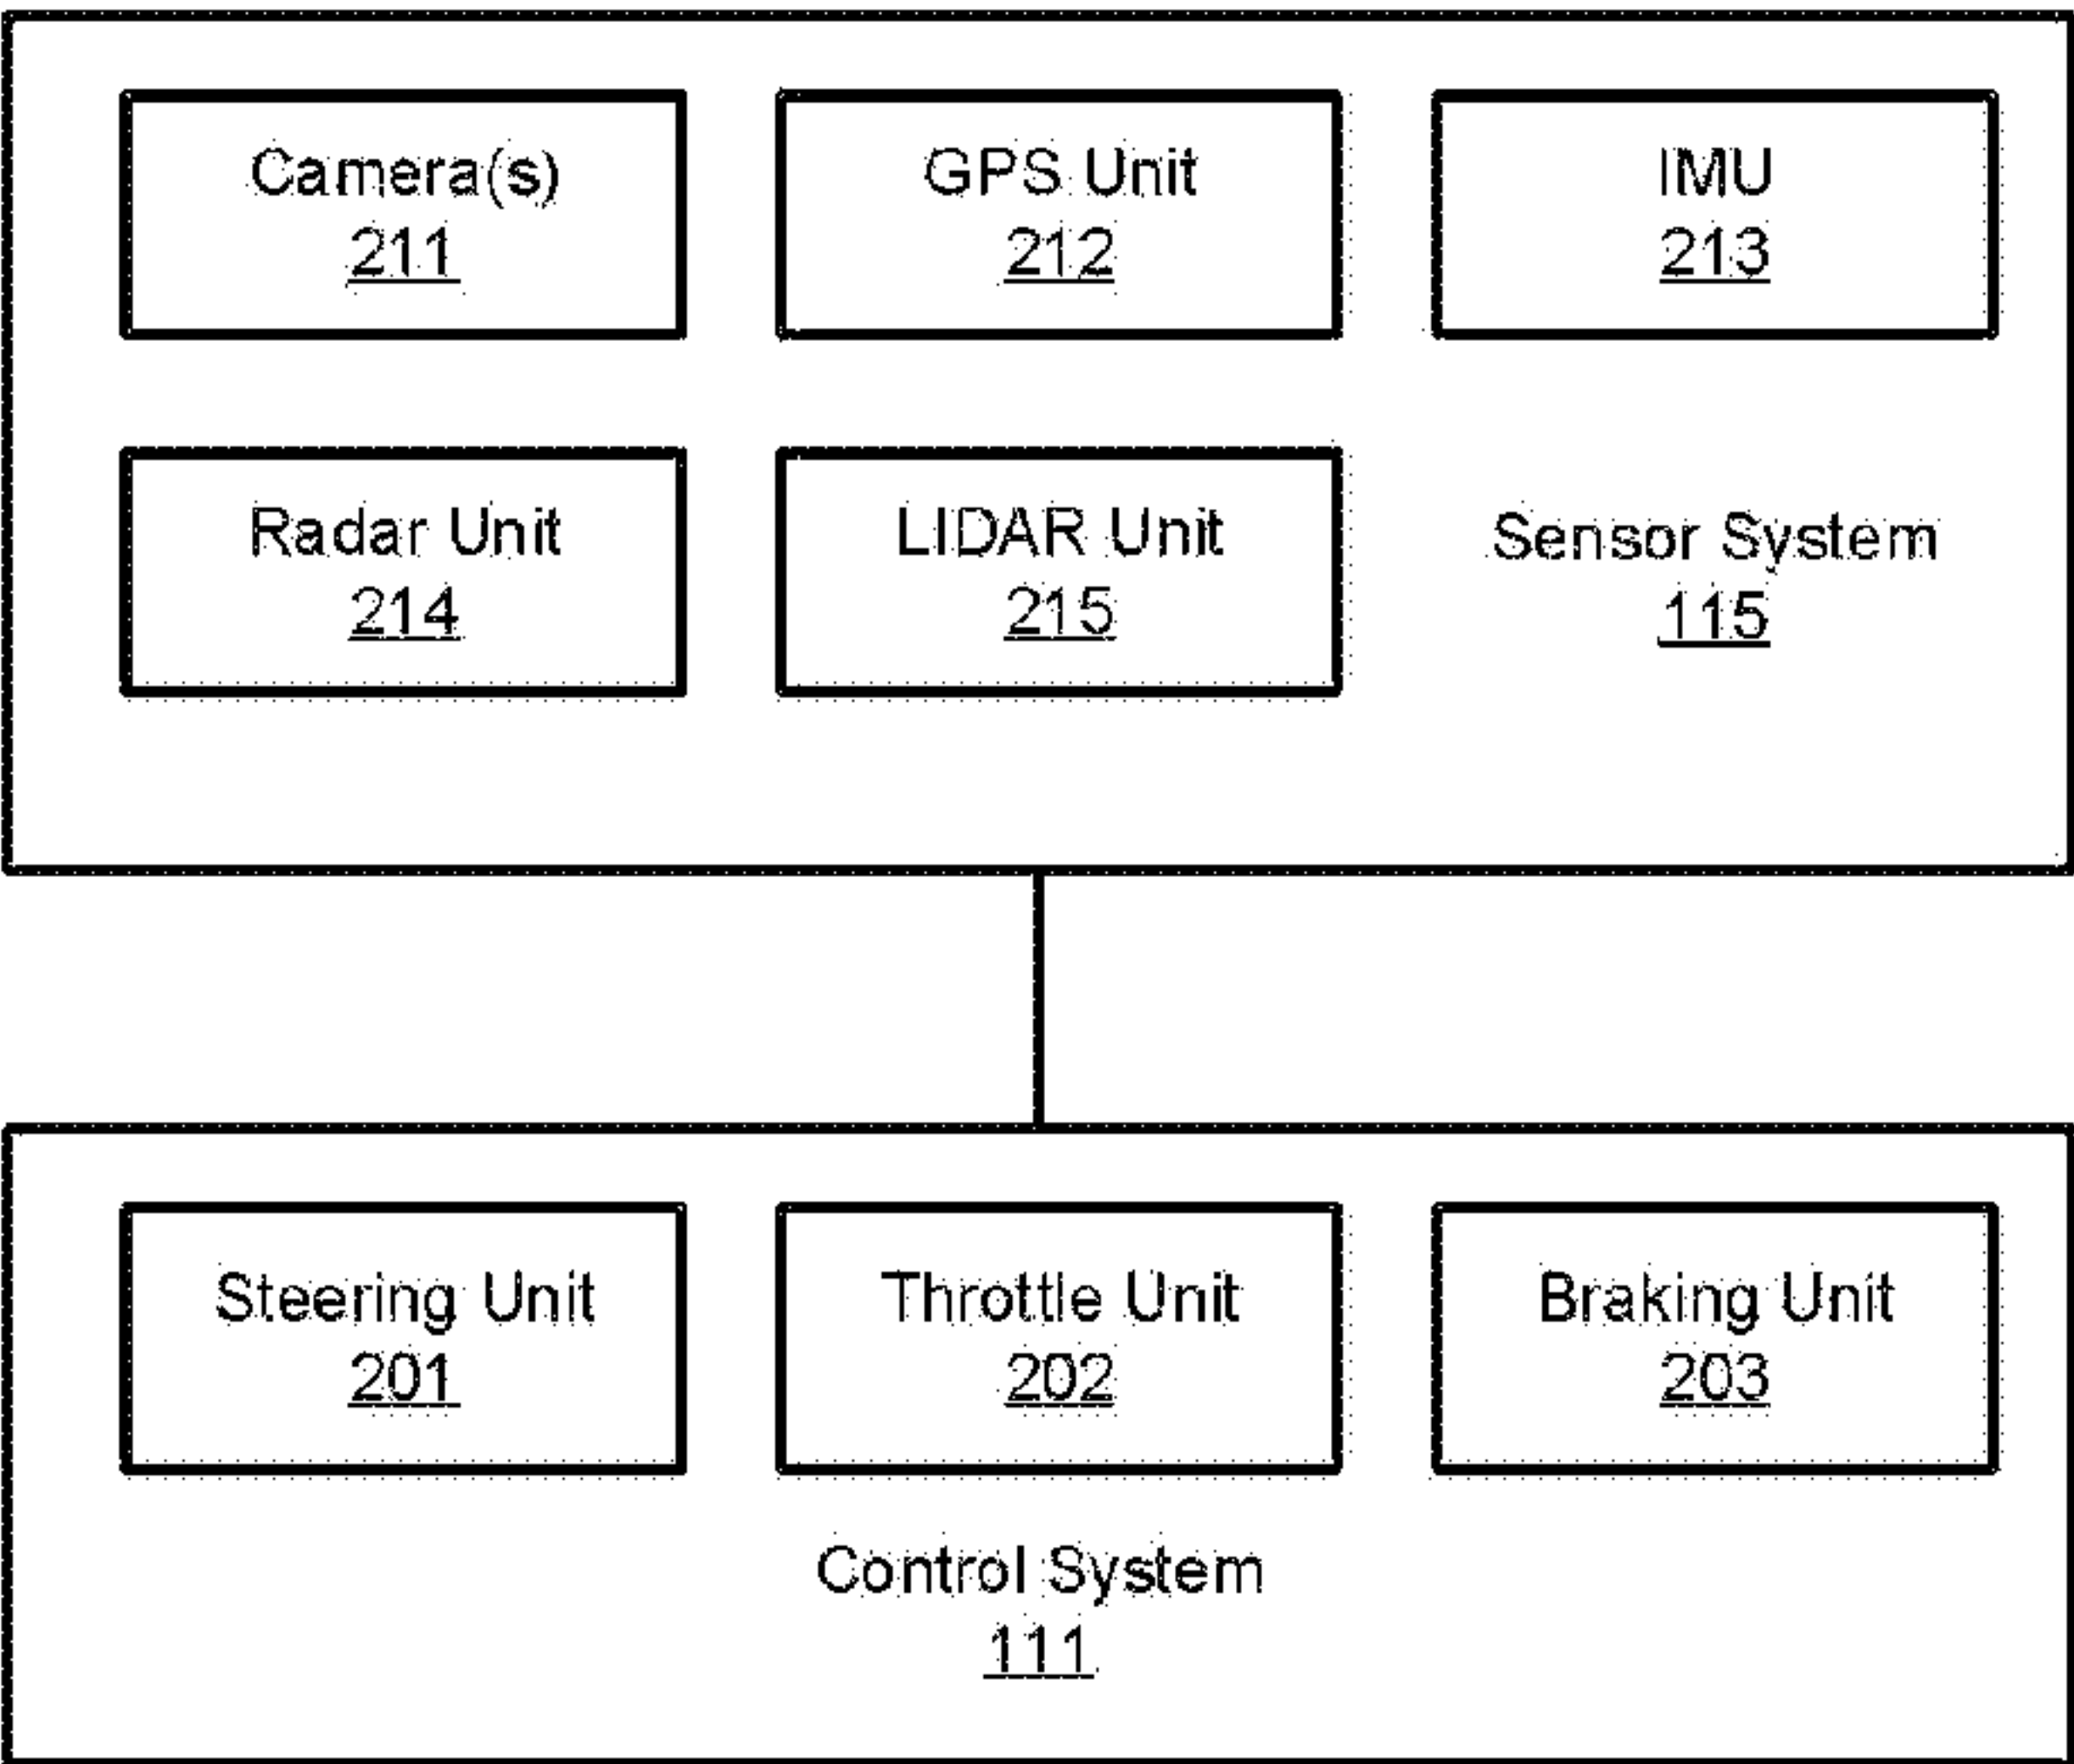 Camera(s)
211
GPS Unit
212
IMU
213
Radar Unit
214
LIDAR Unit
215
Sensor System
115
Steering Unit
201
Throttle Unit
202
Braking Unit
203
Control System
111